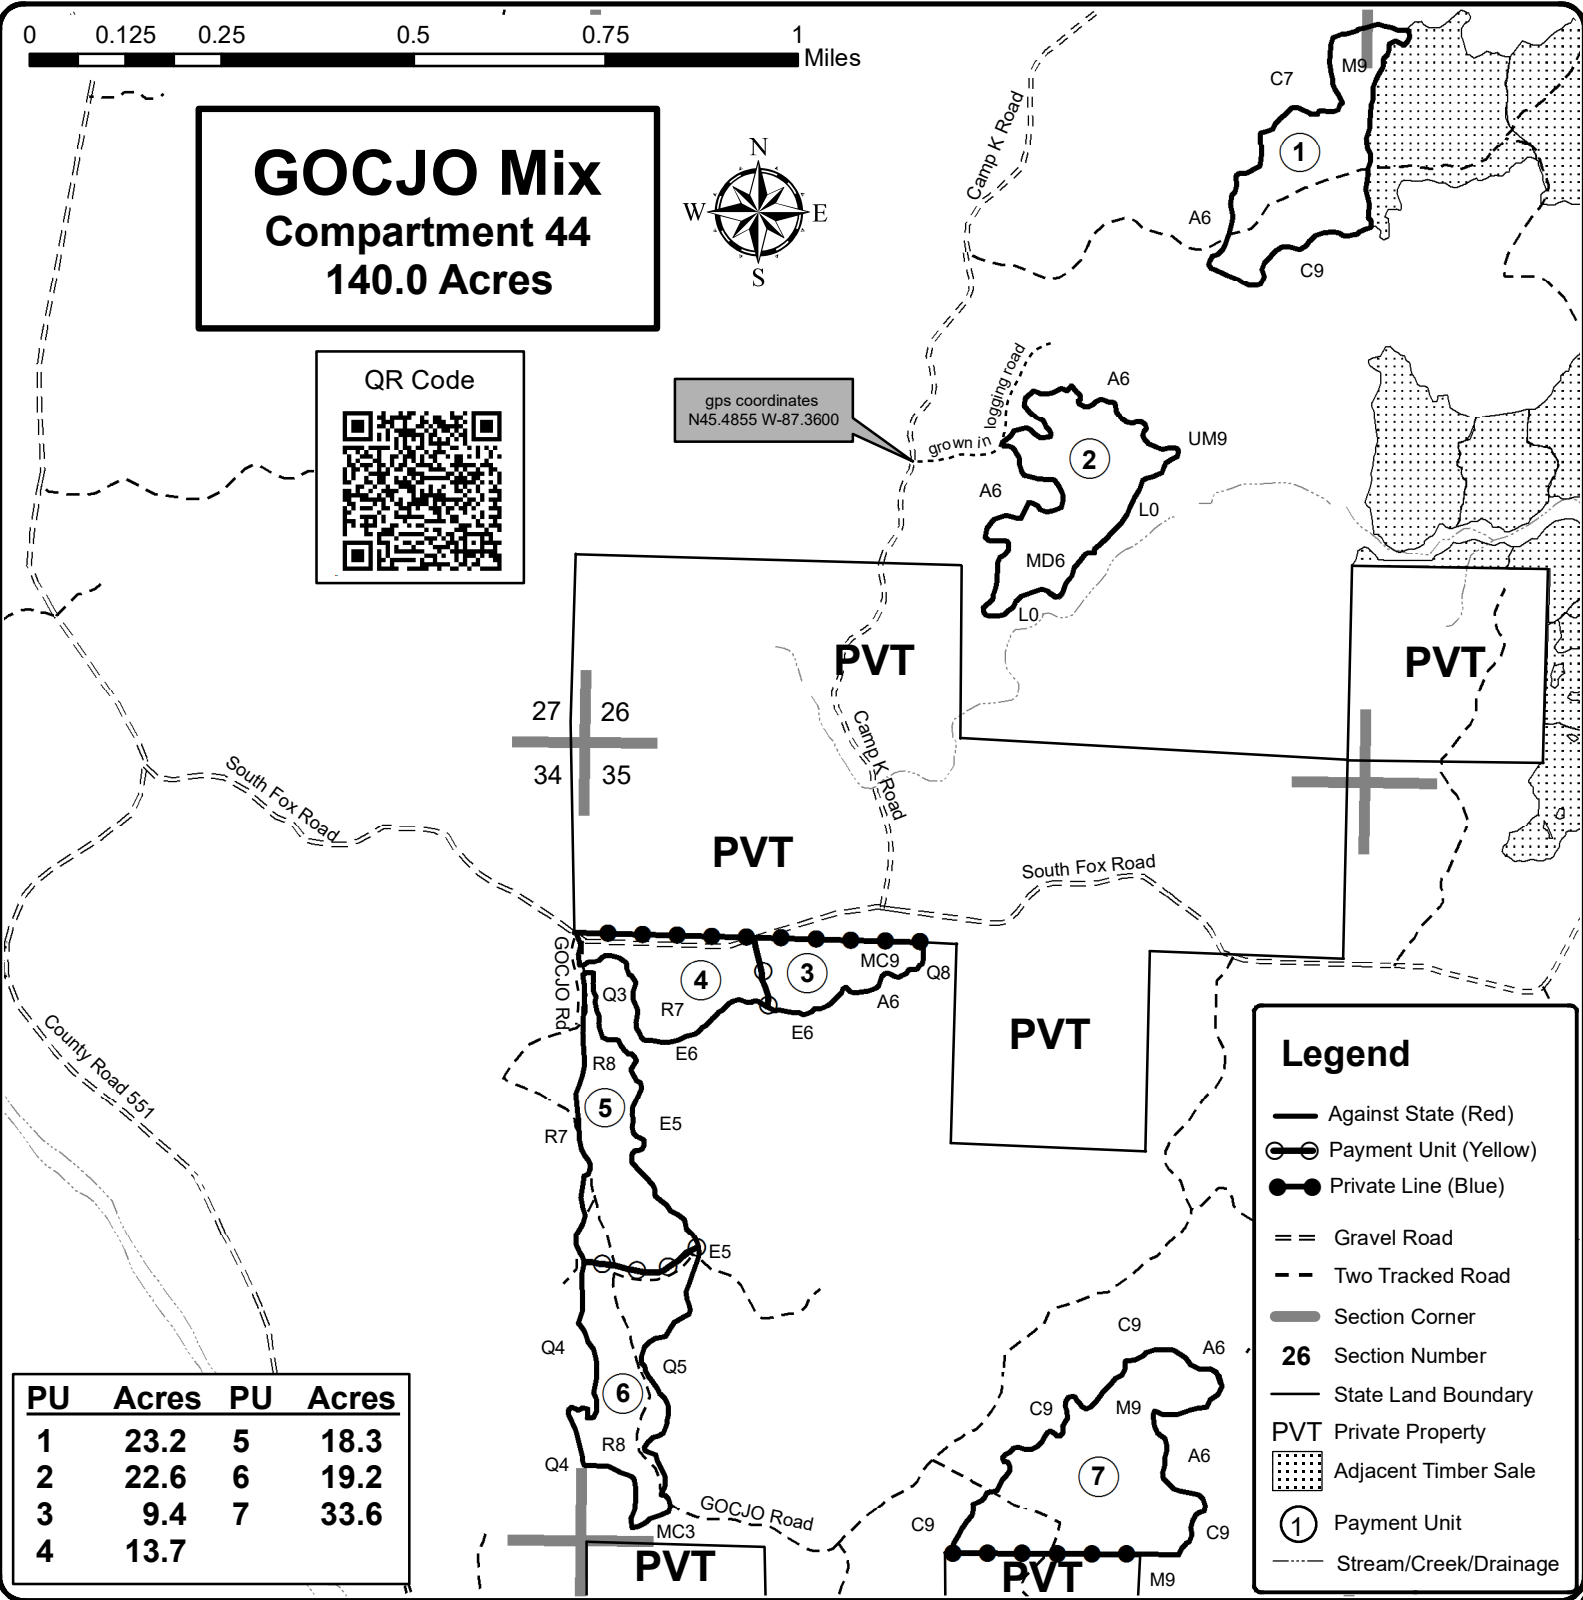 0 0.125 0.25 0.5 0.75 1
Miles
GOCJO Mix
Compartment 44
140.0 Acres
N
W E
S
QR Code
gps coordinates
N45.4855 W-87.3600
Camp K Road
C7
M9
1
A6
C9
grown in
logging road
A6
2
UM9
A6
L0
MD6
L0
PVT
PVT
27 26
34 35
Camp K Road
South Fox Road
PVT
South Fox Road
GOCJO Rd
4
3
MC9
Q8
Q3
R7
A6
E6
E6
PVT
County Road 551
R8
5
R7
E5
E5
Q4
Q5
6
R8
Q4
GOCJO Road
MC3
PVT
C9
A6
C9
M9
A6
7
C9
C9
PVT
M9
PU Acres PU Acres
1 23.2 5 18.3
2 22.6 6 19.2
3 9.4 7 33.6
4 13.7
Legend
Against State (Red)
Payment Unit (Yellow)
Private Line (Blue)
Gravel Road
Two Tracked Road
Section Corner
26 Section Number
State Land Boundary
PVT Private Property
Adjacent Timber Sale
1 Payment Unit
Stream/Creek/Drainage